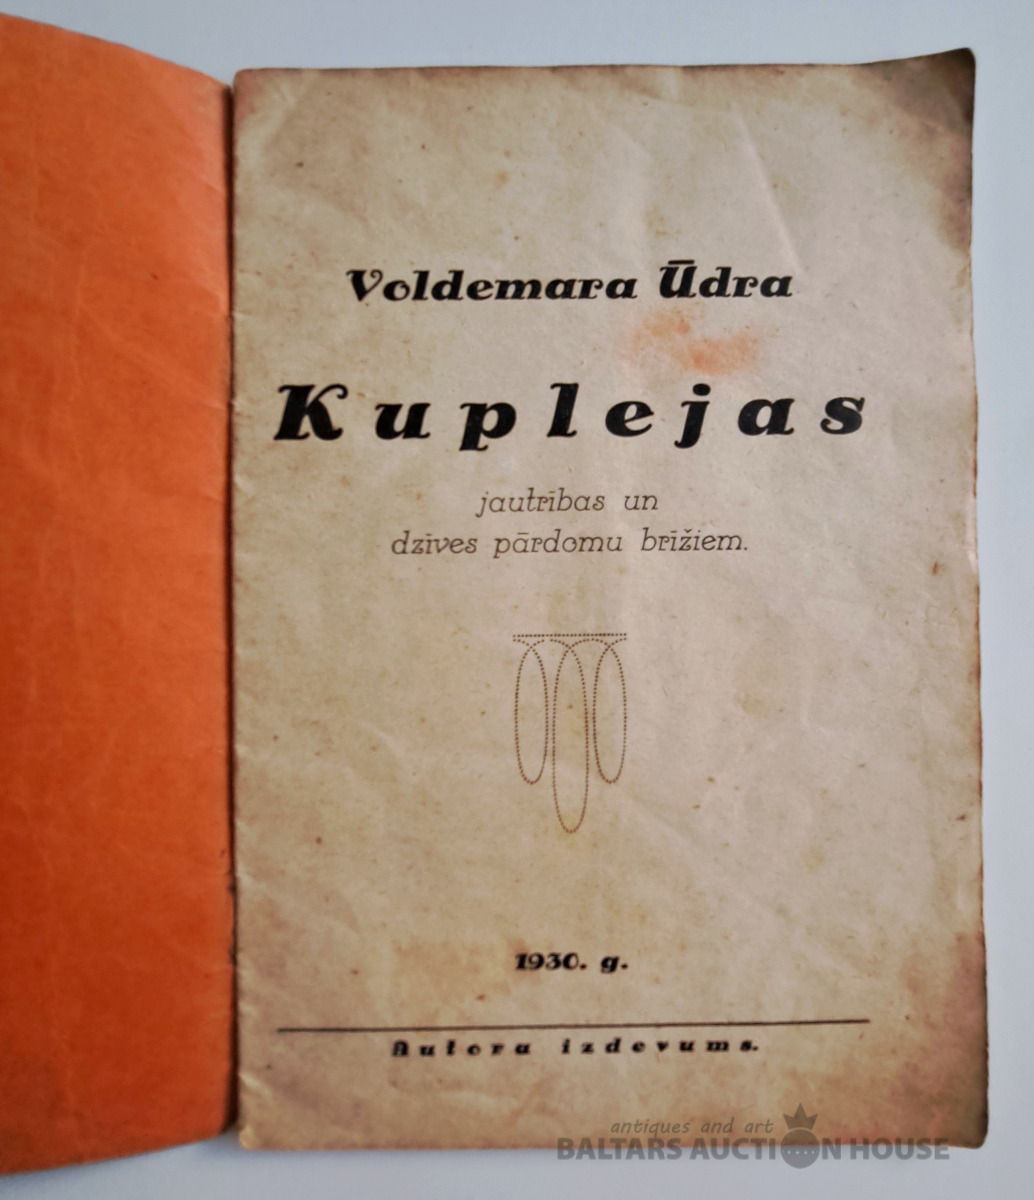 Voldemara Ūdra
Kuplejas
jautrības un
dzīves pārdomu brīžiem.
1930. g.
Autora izdevums.
antiques and art
BALTARS AUCTION HOUSE